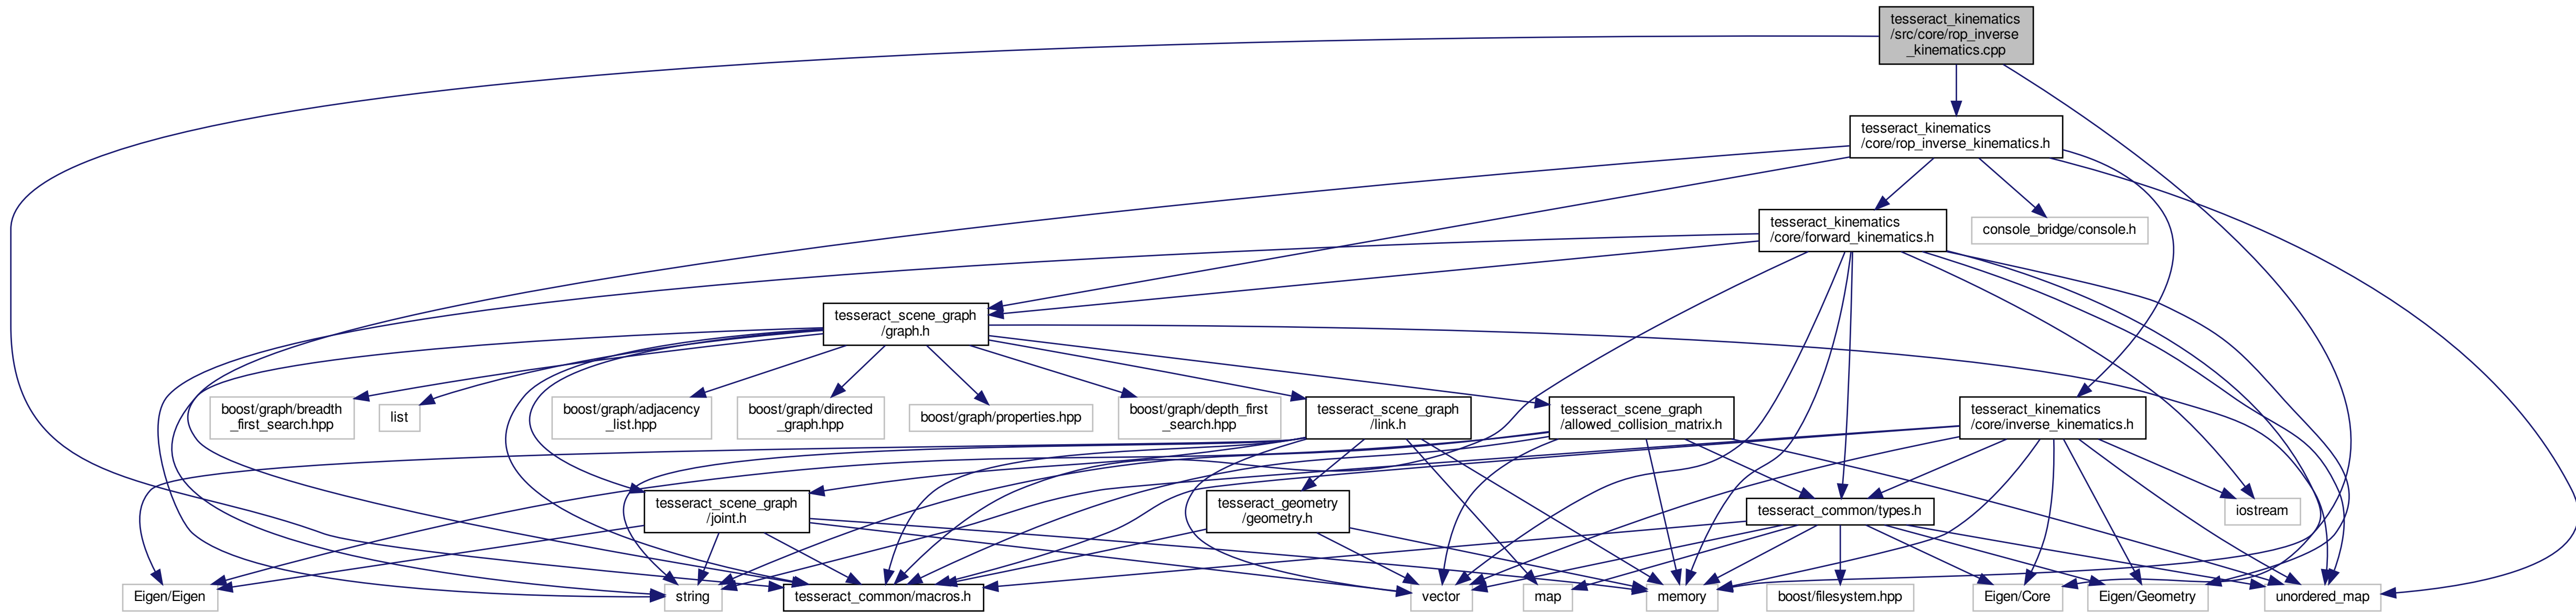 tesseract_kinematics
/src/core/rop_inverse
_kinematics.cpp
tesseract_kinematics
/core/rop_inverse_kinematics.h
tesseract_kinematics
/core/forward_kinematics.h
console_bridge/console.h
tesseract_scene_graph
/graph.h
boost/graph/breadth
_first_search.hpp
list
boost/graph/adjacency
_list.hpp
boost/graph/directed
_graph.hpp
boost/graph/properties.hpp
boost/graph/depth_first
_search.hpp
tesseract_scene_graph
/link.h
tesseract_scene_graph
/allowed_collision_matrix.h
tesseract_kinematics
/core/inverse_kinematics.h
tesseract_scene_graph
/joint.h
tesseract_geometry
/geometry.h
tesseract_common/types.h
iostream
Eigen/Eigen
string
tesseract_common/macros.h
vector
map
memory
boost/filesystem.hpp
Eigen/Core
Eigen/Geometry
unordered_map